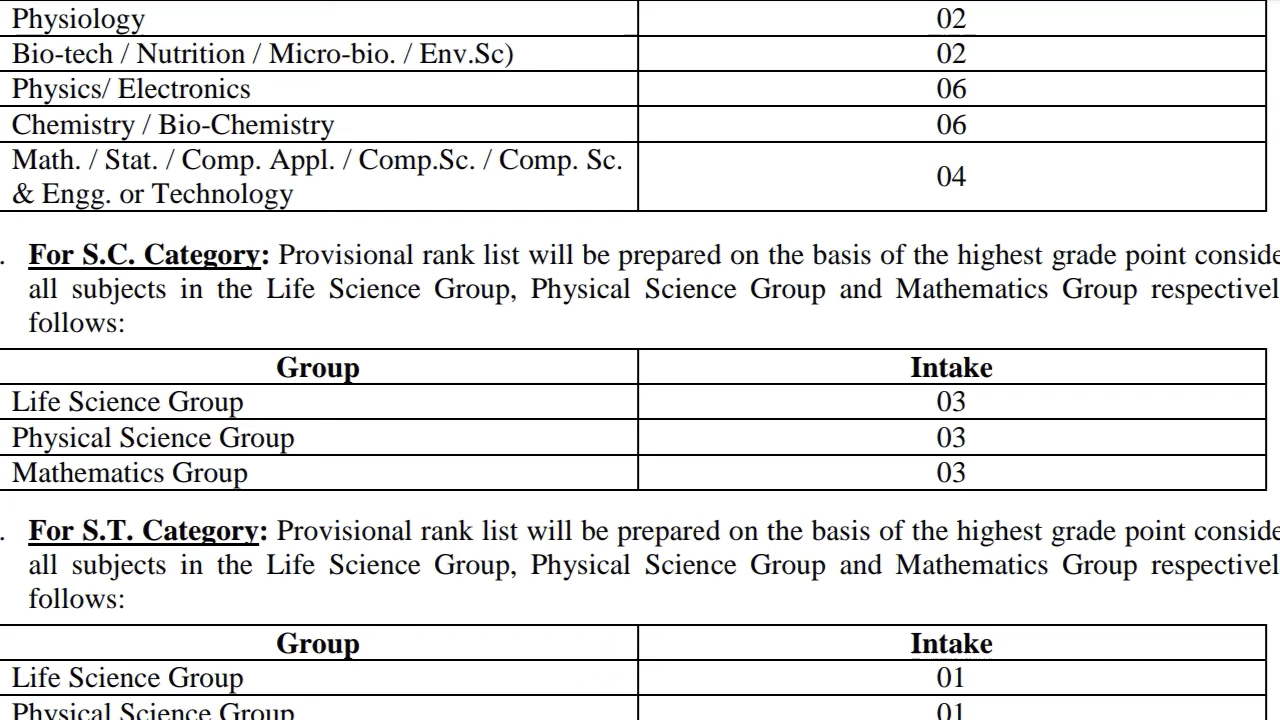 Physiology 02
Bio-tech / Nutrition / Micro-bio. / Env.Sc) 02
Physics/ Electronics 06
Chemistry / Bio-Chemistry 06
Math. / Stat. / Comp. Appl. / Comp.Sc. / Comp. Sc.
& Engg. or Technology 04
. For S.C. Category: Provisional rank list will be prepared on the basis of the highest grade point conside
all subjects in the Life Science Group, Physical Science Group and Mathematics Group respectivel
follows:
Group Intake
Life Science Group 03
Physical Science Group 03
Mathematics Group 03
. For S.T. Category: Provisional rank list will be prepared on the basis of the highest grade point conside
all subjects in the Life Science Group, Physical Science Group and Mathematics Group respectivel
follows:
Group Intake
Life Science Group 01
Physical Science Group 01